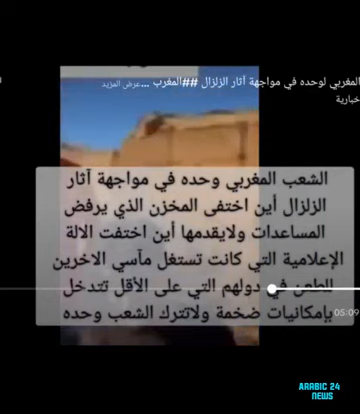 المغربي لوحده في مواجهة آثار الزلزال ##المغرب ...عرض المزيد
خبارية
الشعب المغربي وحده في مواجهة آثار
الزلزال أين اختفى المخزن الذي يرفض
المساعدات ولايقدمها أين اختفت الالة
الإعلامية التي كانت تستغل مآسي الاخرين
للطعن في دولهم التي على الأقل تتدخل
بإمكانيات ضخمة ولاتترك الشعب وحده
05:09
ARABIC 24
NEWS